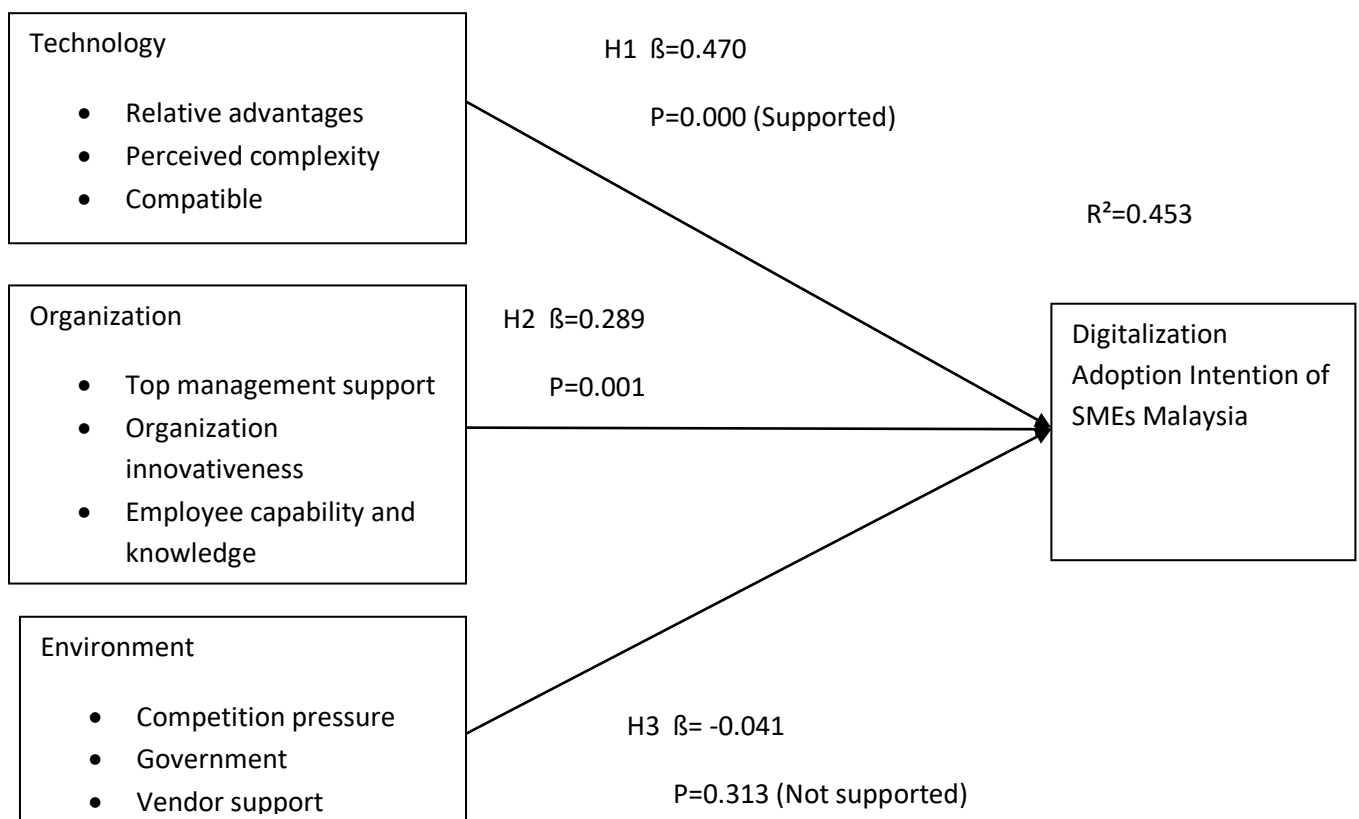 Technology
• Relative advantages
• Perceived complexity
• Compatible
H1 ß=0.470
P=0.000 (Supported)
R²=0.453
Organization
• Top management support
• Organization
innovativeness
• Employee capability and
knowledge
H2 ß=0.289
P=0.001
Digitalization
Adoption Intention of
SMEs Malaysia
Environment
• Competition pressure
• Government
• Vendor support
H3 ß= -0.041
P=0.313 (Not supported)